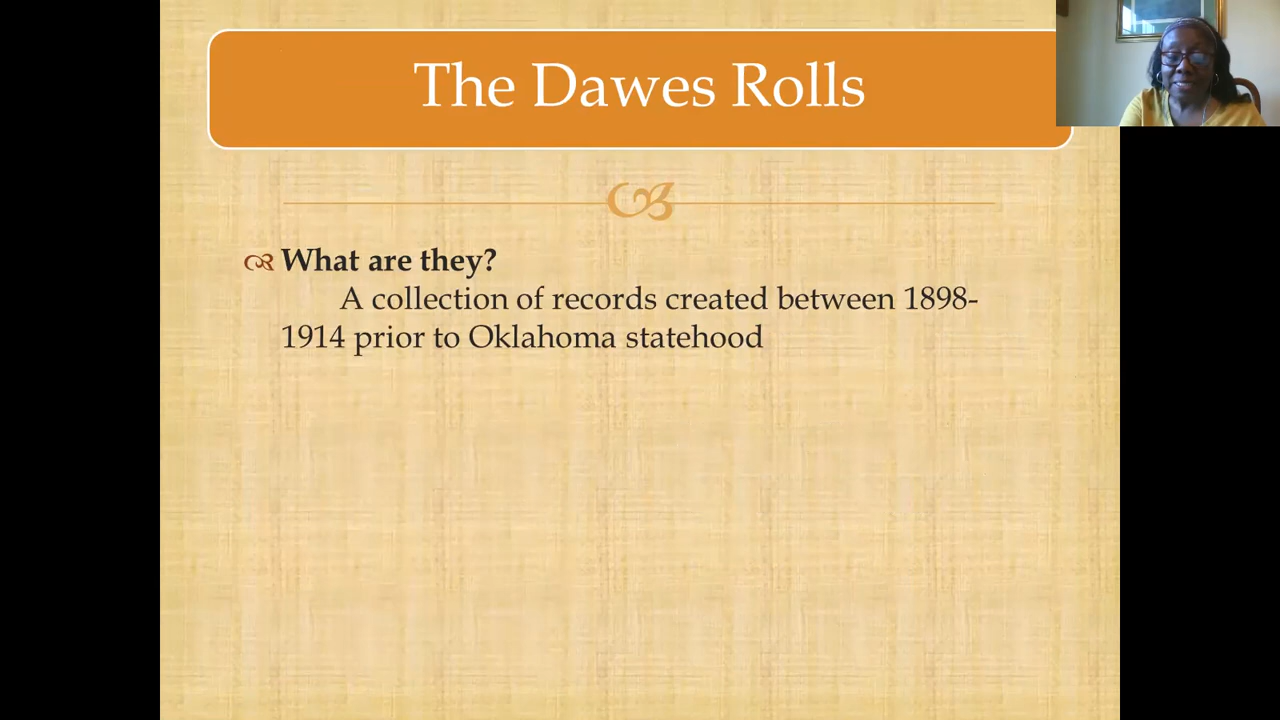 The Dawes Rolls
What are they?
A collection of records created between 1898-
1914 prior to Oklahoma statehood